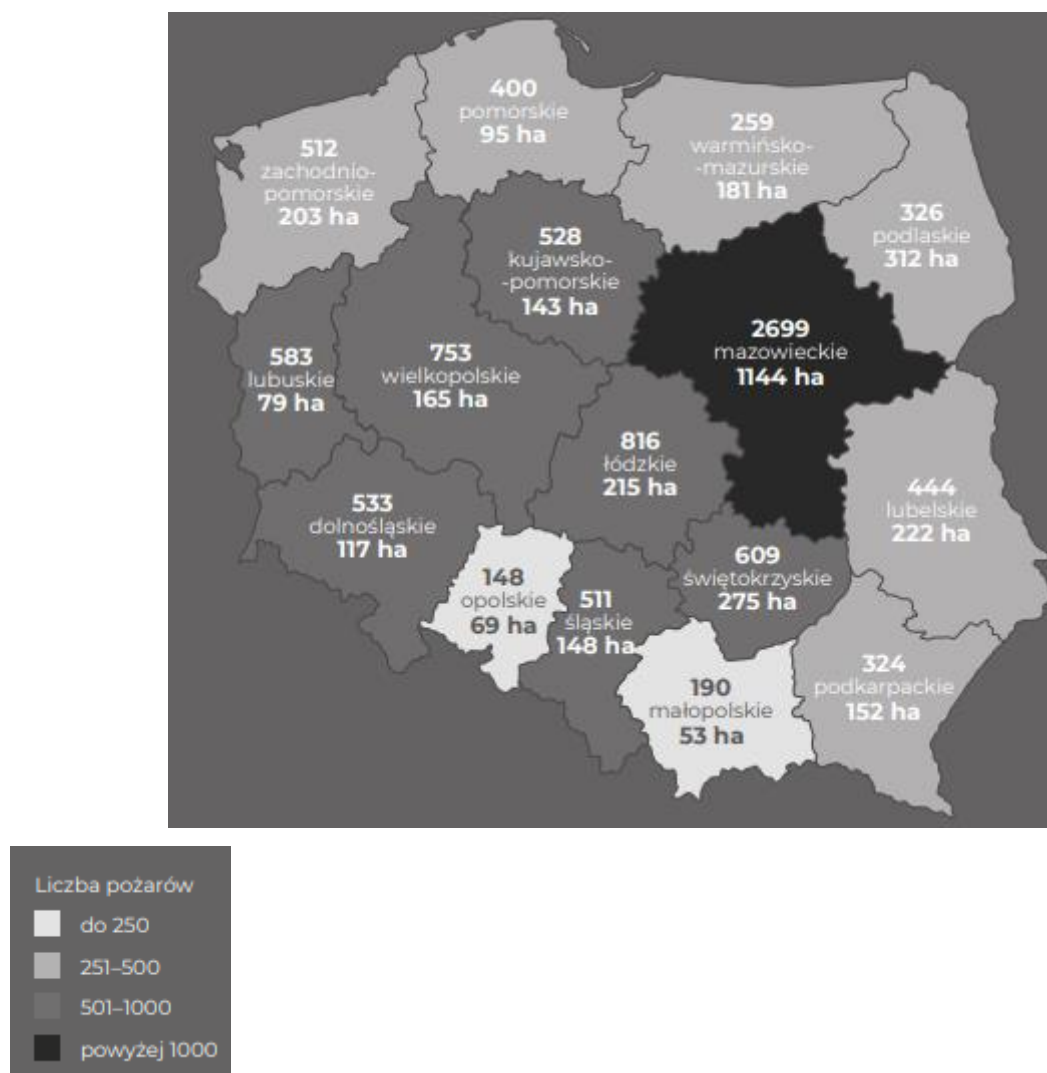 400
pomorskie
95 ha
259
warmińsko-
-mazurskie
181 ha
512
zachodnio-
pomorskie
203 ha
326
podlaskie
312 ha
528
kujawsko-
-pomorskie
143 ha
2699
mazowieckie
1144 ha
583
lubuskie
79 ha
753
wielkopolskie
165 ha
816
łódzkie
215 ha
444
lubelskie
222 ha
533
dolnośląskie
117 ha
609
świętokrzyskie
275 ha
148
opolskie
69 ha
511
śląskie
148 ha
324
podkarpackie
152 ha
190
małopolskie
53 ha
Liczba pożarów
do 250
251–500
501–1000
powyżej 1000